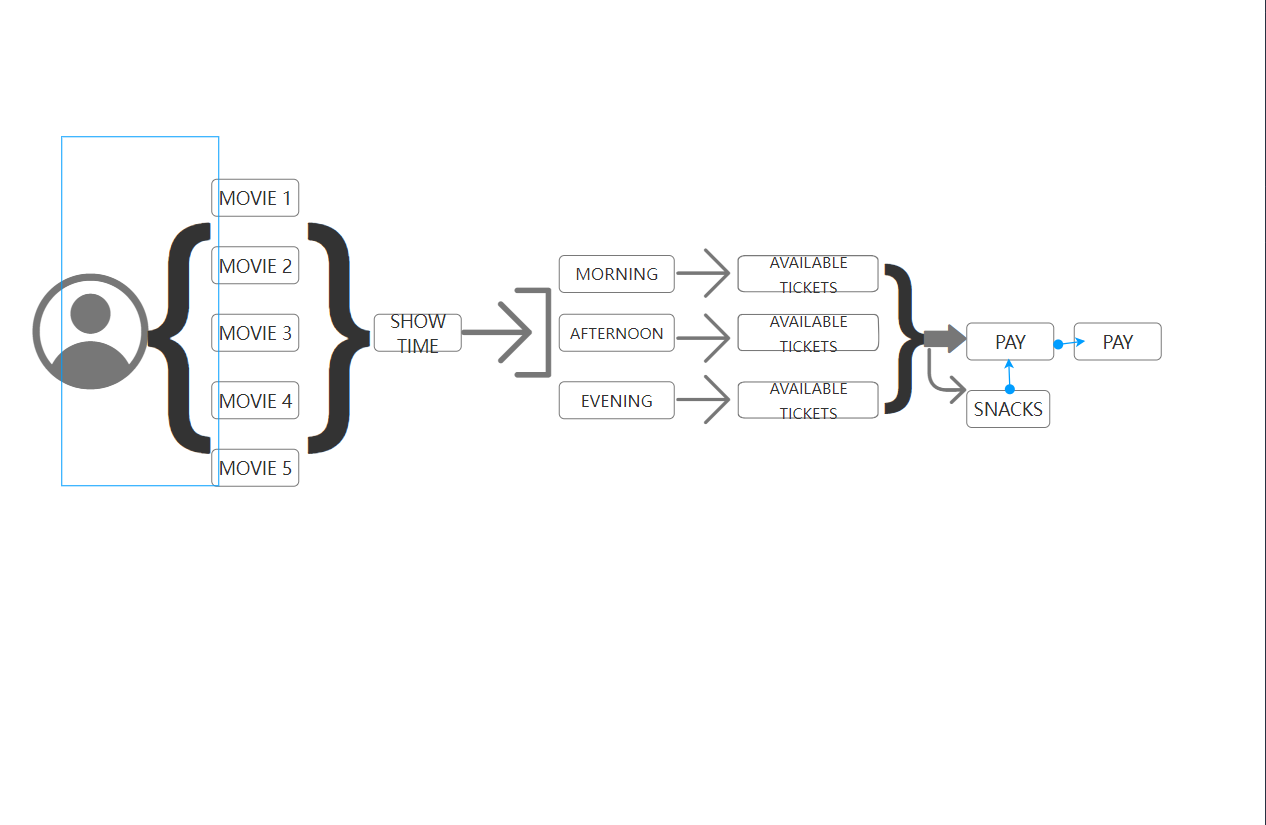 MOVIE 1
MOVIE 2
MOVIE 3
MOVIE 4
MOVIE 5
SHOW
TIME
MORNING
AFTERNOON
EVENING
AVAILABLE
TICKETS
AVAILABLE
TICKETS
AVAILABLE
TICKETS
PAY
SNACKS
PAY